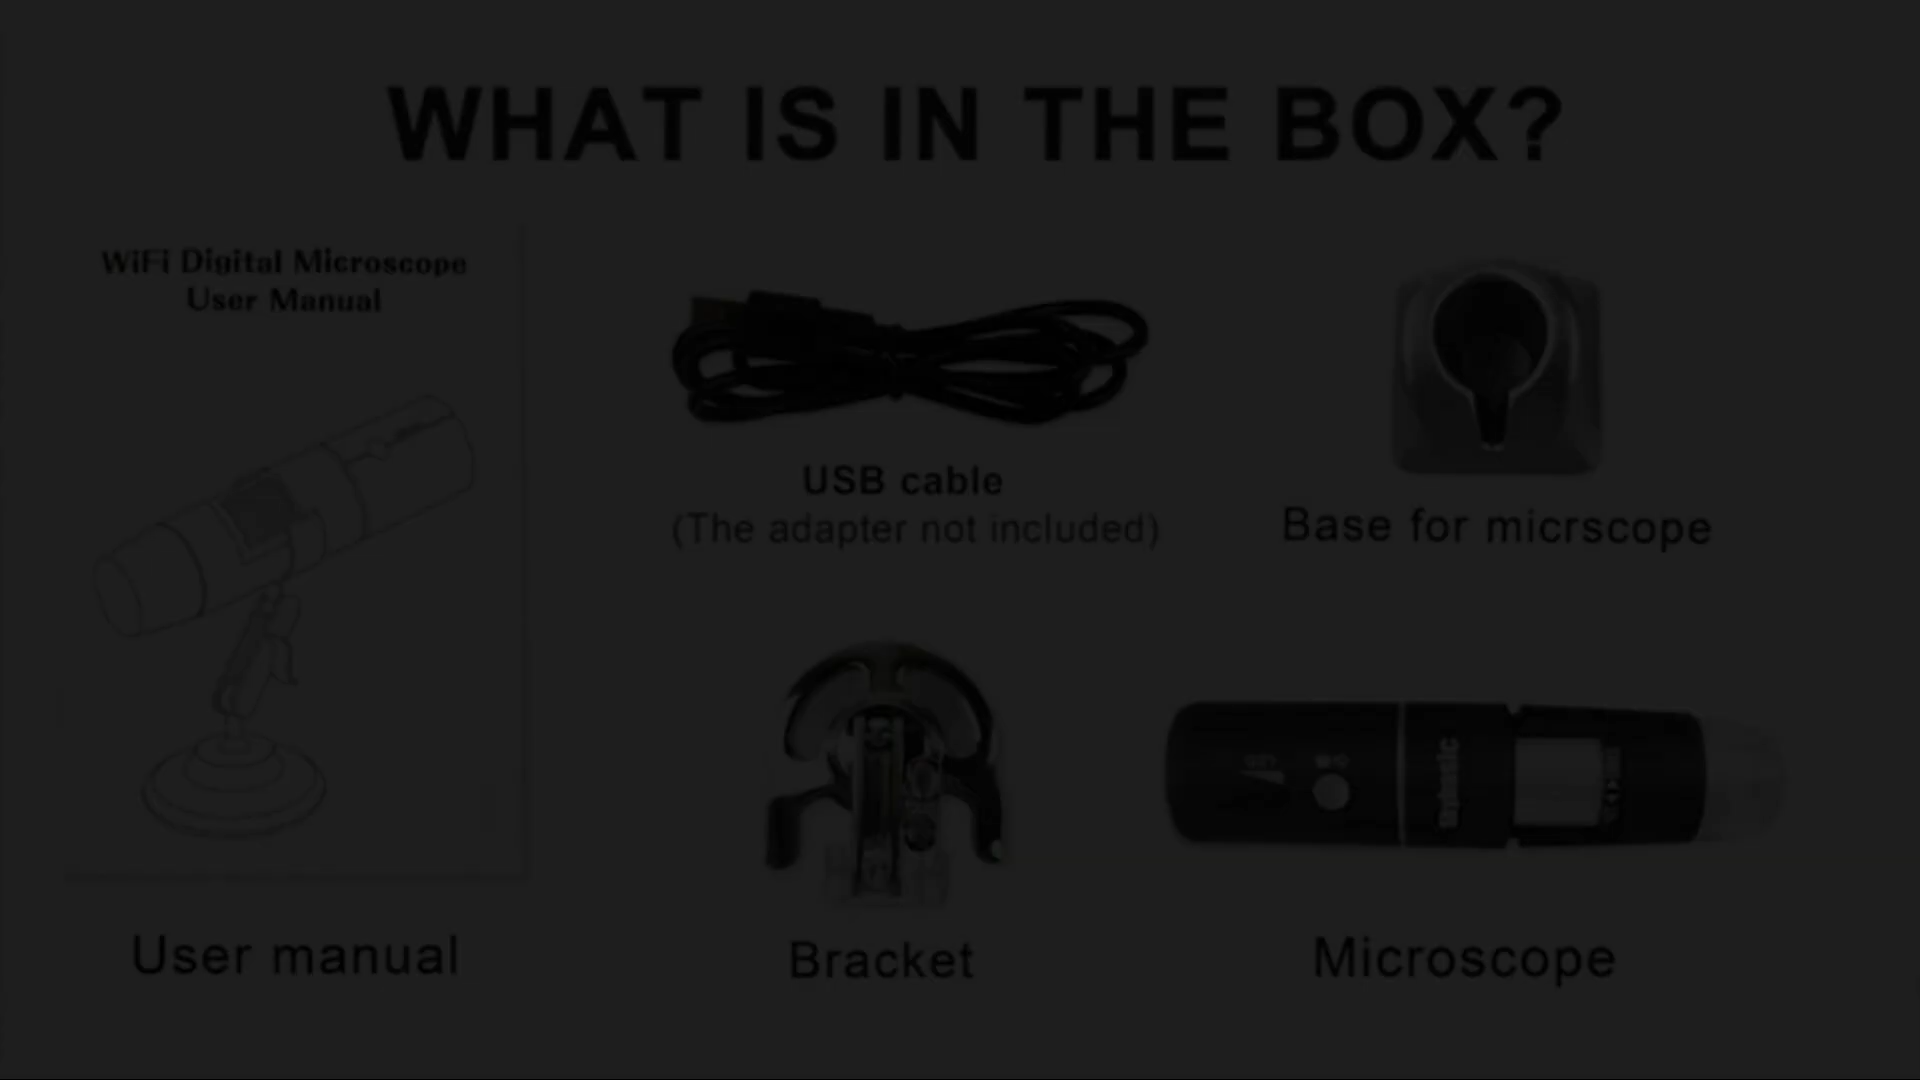 WHAT IS IN THE BOX?
WiFi Digital Microscope
User Manual
USB cable
(The adapter not included)
Base for micrscope
User manual
Bracket
Microscope